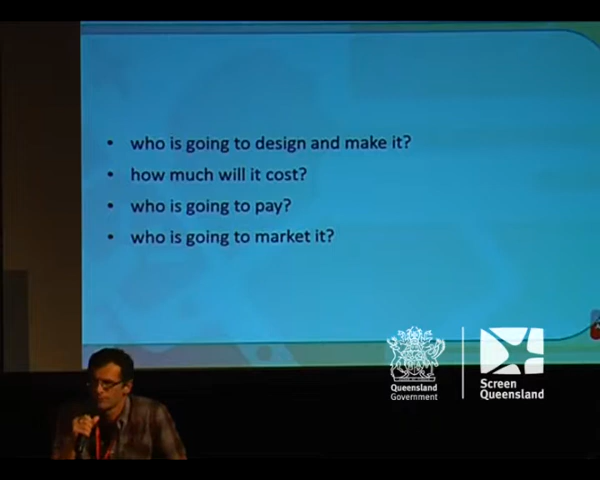 • who is going to design and make it?
• how much will it cost?
• who is going to pay?
• who is going to market it?
Queensland
Government
Screen
Queensland